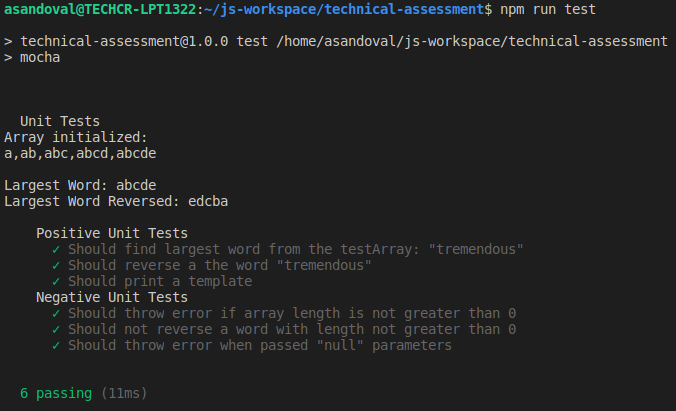 asandoval@TECHCR-LPT1322:~/js-workspace/technical-assessment$ npm run test
> technical-assessment@1.0.0 test /home/asandoval/js-workspace/technical-assessment
> mocha
Unit Tests
Array initialized:
a,ab,abc,abcd,abcde
Largest Word: abcde
Largest Word Reversed: edcba
Positive Unit Tests
✓ Should find largest word from the testArray: "tremendous"
✓ Should reverse a the word "tremendous"
✓ Should print a template
Negative Unit Tests
✓ Should throw error if array length is not greater than 0
✓ Should not reverse a word with length not greater than 0
✓ Should throw error when passed "null" parameters
6 passing (11ms)